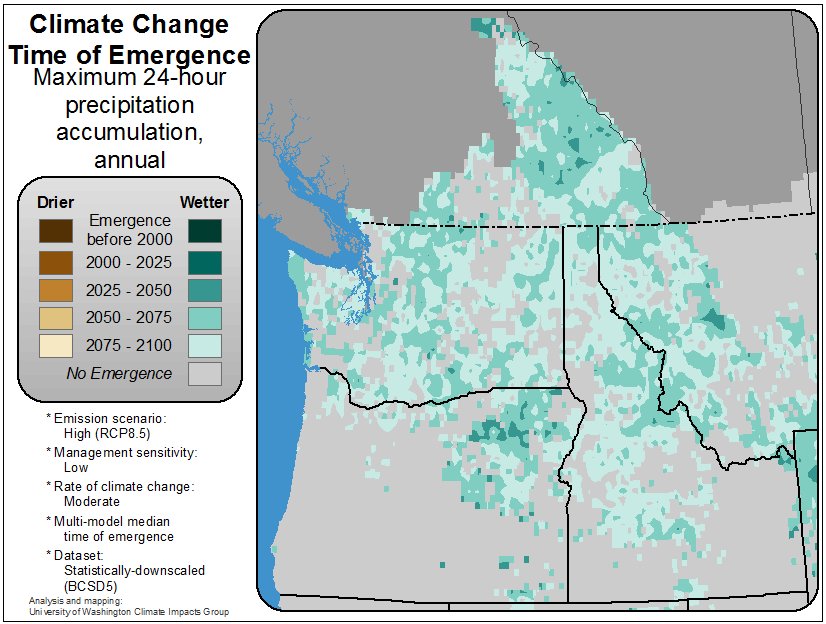 Climate Change
Time of Emergence
Maximum 24-hour
precipitation
accumulation,
annual
Drier Wetter
Emergence
before 2000
2000 - 2025
2025 - 2050
2050 - 2075
2075 - 2100
No Emergence
* Emission scenario:
High (RCP8.5)
* Management sensitivity:
Low
* Rate of climate change:
Moderate
* Multi-model median
time of emergence
* Dataset:
Statistically-downscaled
(BCSD5)
Analysis and mapping:
University of Washington Climate Impacts Group